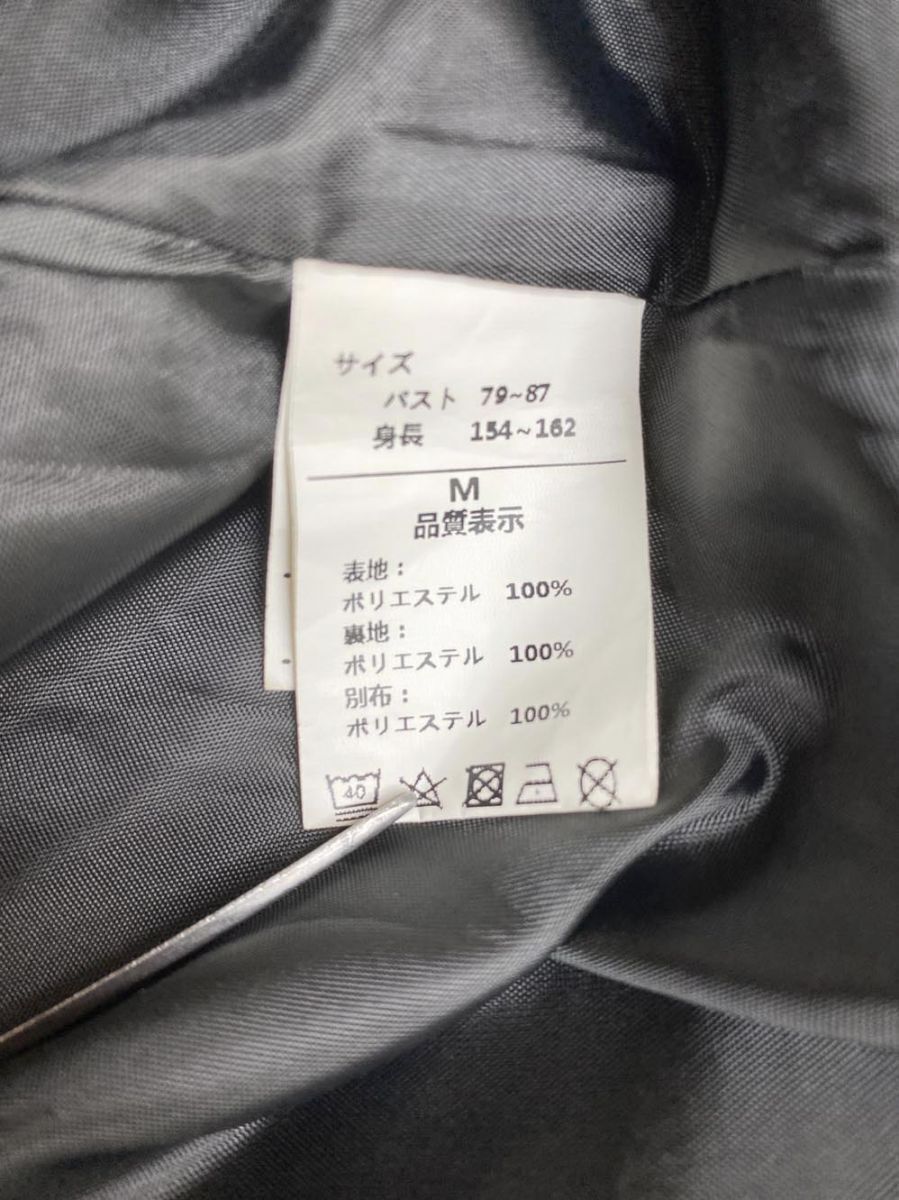 サイズ
バスト 79~87
身長 154~162
M
品質表示
表地:
ポリエステル 100%
裏地:
ポリエステル 100%
別布:
ポリエステル 100%
40